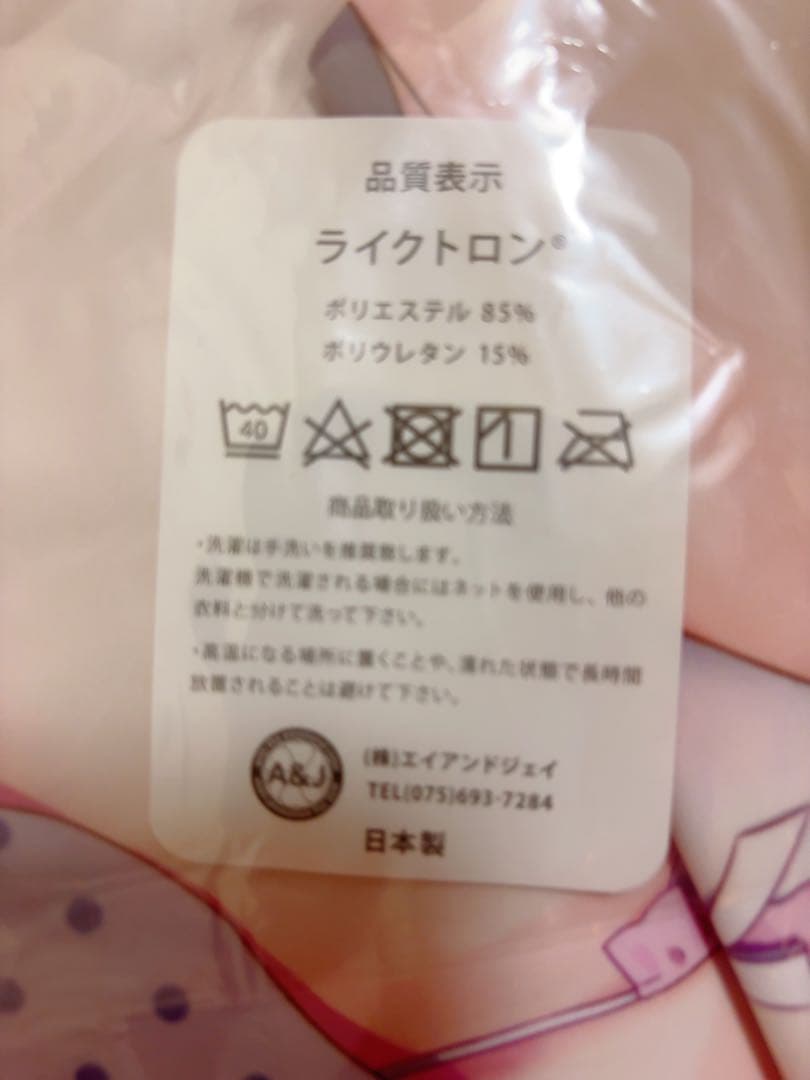 品質表示
ライクトロン®
ポリエステル 85%
ポリウレタン 15%
40
商品取り扱い方法
・洗濯は手洗いを推奨致します。
洗濯機で洗濯される場合にはネットを使用し、他の
衣料と分けて洗って下さい。
・高温になる場所に置くことや、濡れた状態で長時間
放置されることは避けて下さい。
A&J
(株)エイアンドジェイ
TEL(075)693-7284
日本製